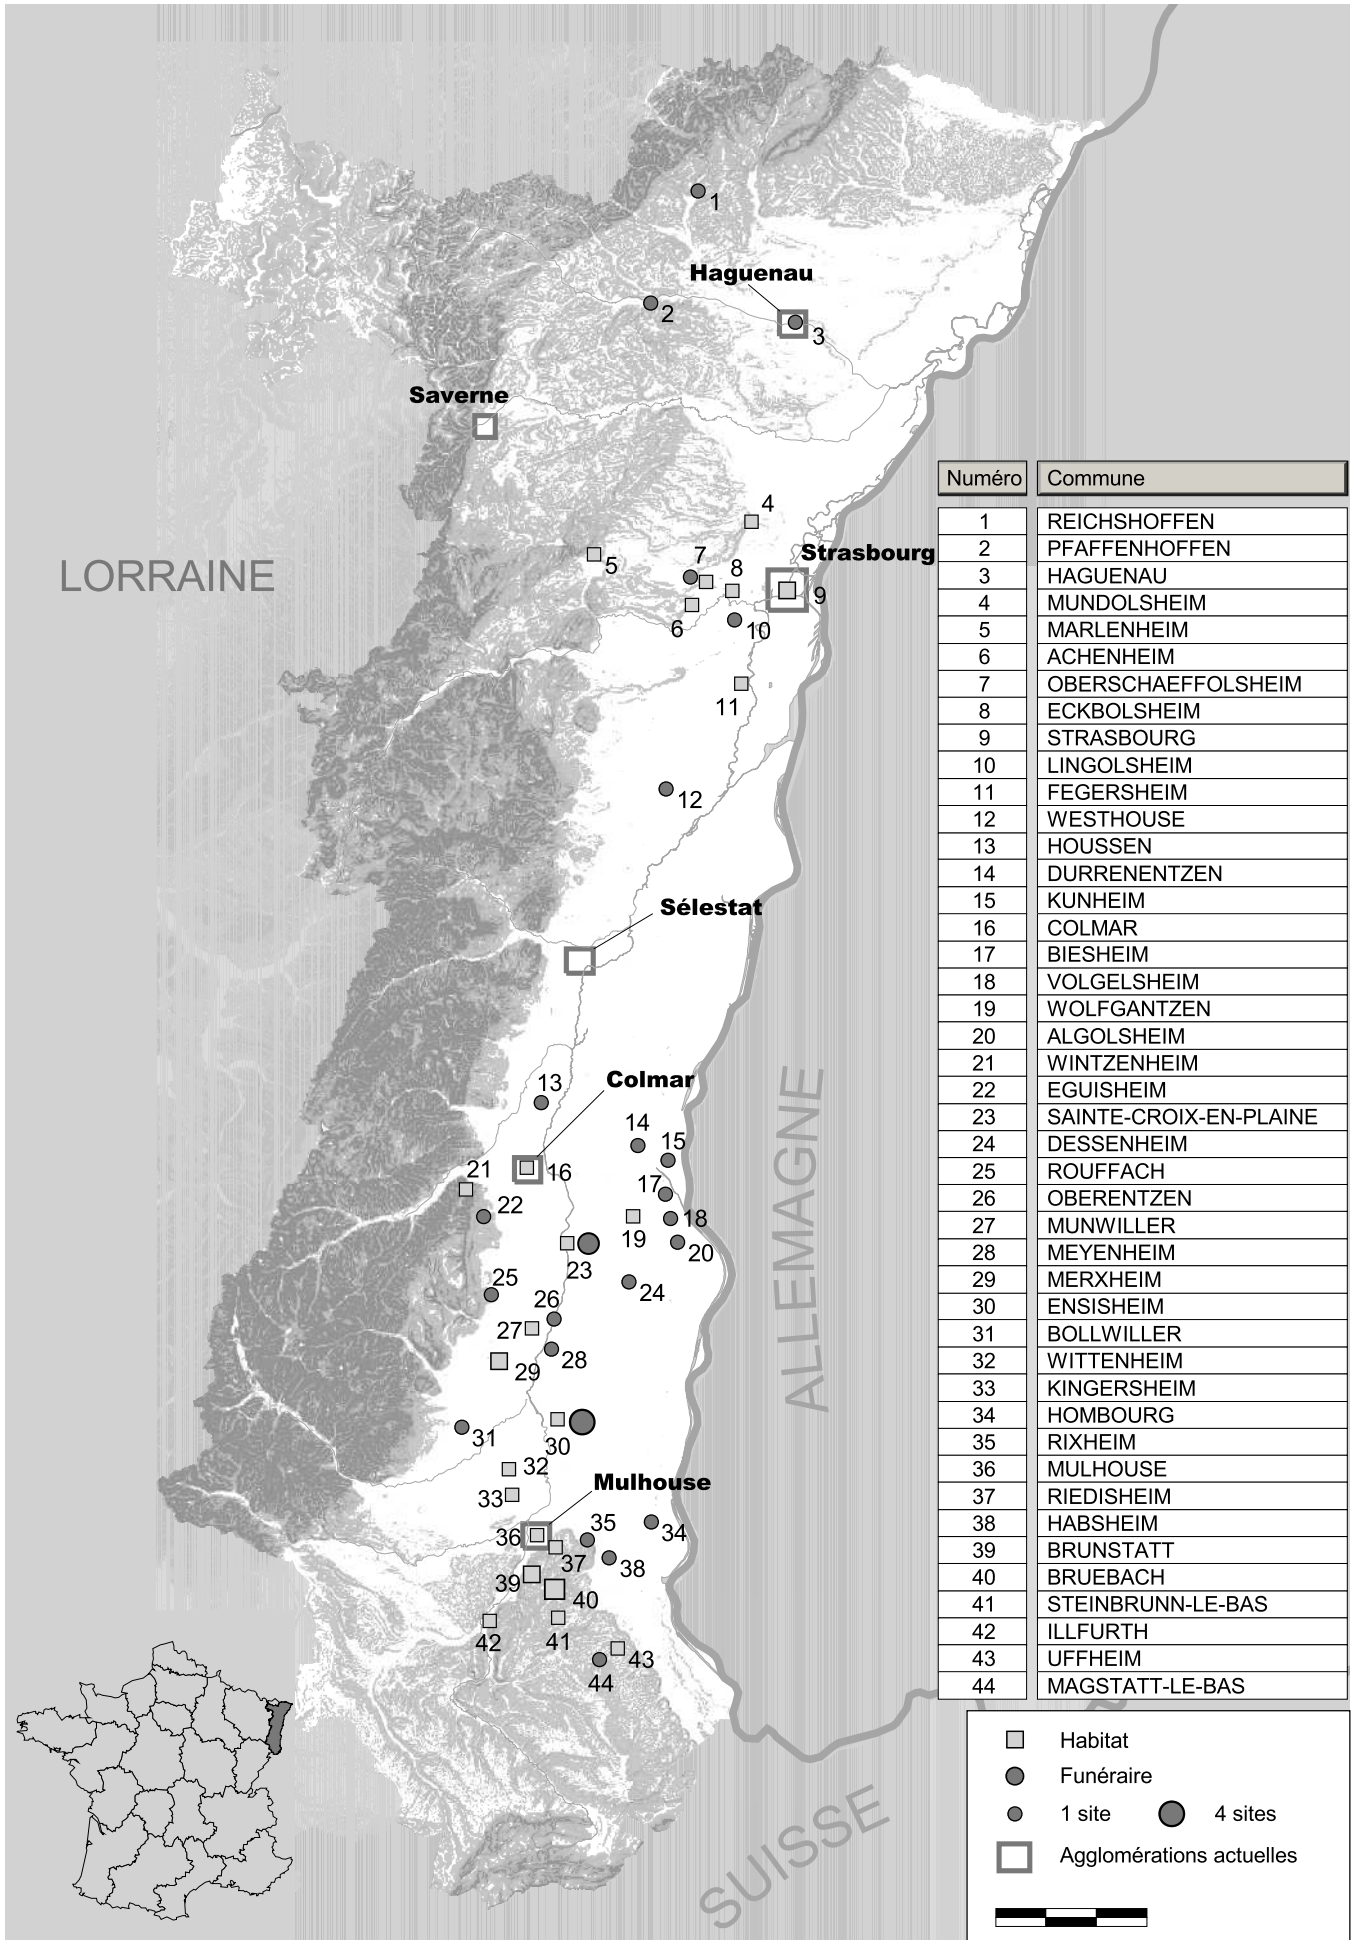 1
Haguenau
2
3
Saverne
4
LORRAINE
5
7
8
Strasbourg
9
6
10
11
12
Sélestat
13
Colmar
14
15
21
16
17
22
18
19
20
23
24
25
26
27
28
29
30
31
32
33
Mulhouse
34
35
36
37
38
39
40
41
42
43
44
ALLEMAGNE
SUISSE
Numéro Commune
1 REICHSHOFFEN
2 PFAFFENHOFFEN
3 HAGUENAU
4 MUNDOLSHEIM
5 MARLENHEIM
6 ACHENHEIM
7 OBERSCHAEFFOLSHEIM
8 ECKBOLSHEIM
9 STRASBOURG
10 LINGOLSHEIM
11 FEGERSHEIM
12 WESTHOUSE
13 HOUSSEN
14 DURRENENTZEN
15 KUNHEIM
16 COLMAR
17 BIESHEIM
18 VOLGELSHEIM
19 WOLFGANTZEN
20 ALGOLSHEIM
21 WINTZENHEIM
22 EGUISHEIM
23 SAINTE-CROIX-EN-PLAINE
24 DESSENHEIM
25 ROUFFACH
26 OBERENTZEN
27 MUNWILLER
28 MEYENHEIM
29 MERXHEIM
30 ENSISHEIM
31 BOLLWILLER
32 WITTENHEIM
33 KINGERSHEIM
34 HOMBOURG
35 RIXHEIM
36 MULHOUSE
37 RIEDISHEIM
38 HABSHEIM
39 BRUNSTATT
40 BRUEBACH
41 STEINBRUNN-LE-BAS
42 ILLFURTH
43 UFFHEIM
44 MAGSTATT-LE-BAS
Habitat
Funéraire
1 site 4 sites
Agglomérations actuelles